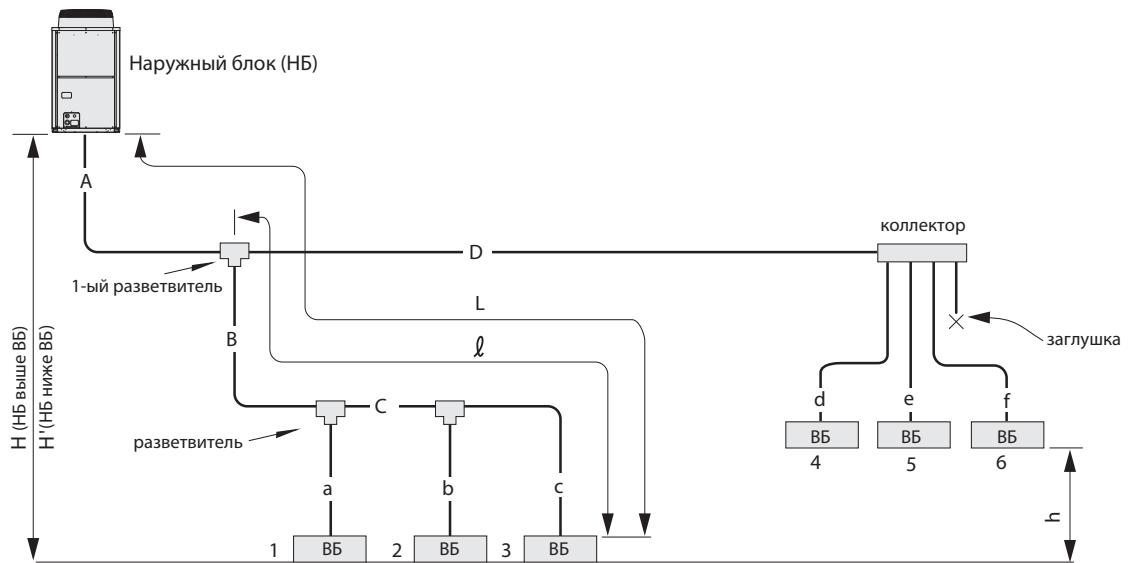 Наружный блок (НБ)
A
коллектор
D
1-ый разветвитель
L
B
заглушка
ℓ
H (НБ выше ВБ)
H'(НБ ниже ВБ)
C
разветвитель
d
e
f
ВБ
ВБ
ВБ
4
5
6
a
b
c
h
1
ВБ
2
ВБ
3
ВБ